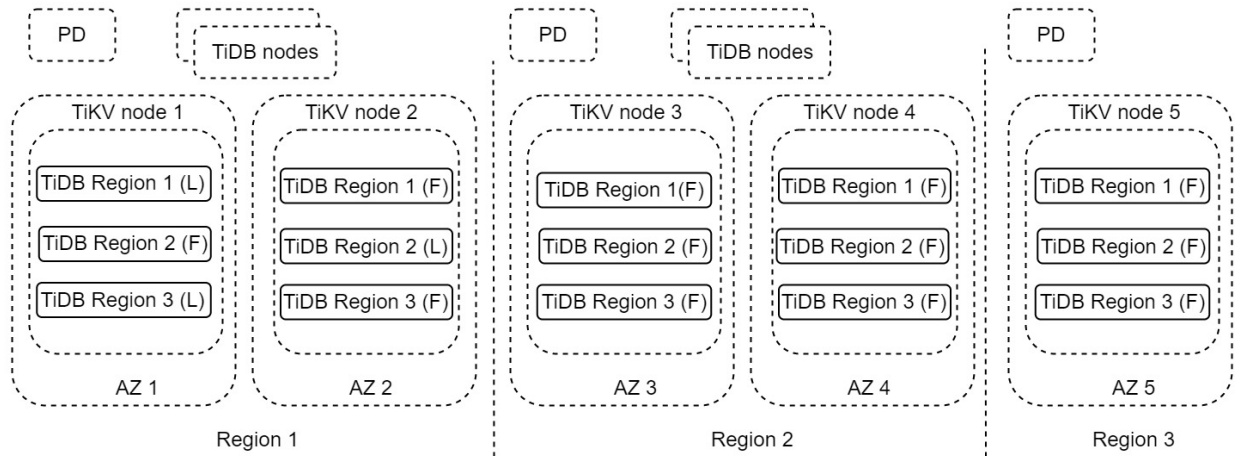 PD
TiDB nodes
PD
TiDB nodes
PD
TiKV node 1
TiKV node 2
TiKV node 3
TiKV node 4
TiKV node 5
TiDB Region 1 (L)
TiDB Region 1 (F)
TiDB Region 1(F)
TiDB Region 1 (F)
TiDB Region 1 (F)
TiDB Region 2 (F)
TiDB Region 2 (L)
TiDB Region 2 (F)
TiDB Region 2 (F)
TiDB Region 2 (F)
TiDB Region 3 (L)
TiDB Region 3 (F)
TiDB Region 3 (F)
TiDB Region 3 (F)
TiDB Region 3 (F)
AZ 1
AZ 2
AZ 3
AZ 4
AZ 5
Region 1
Region 2
Region 3